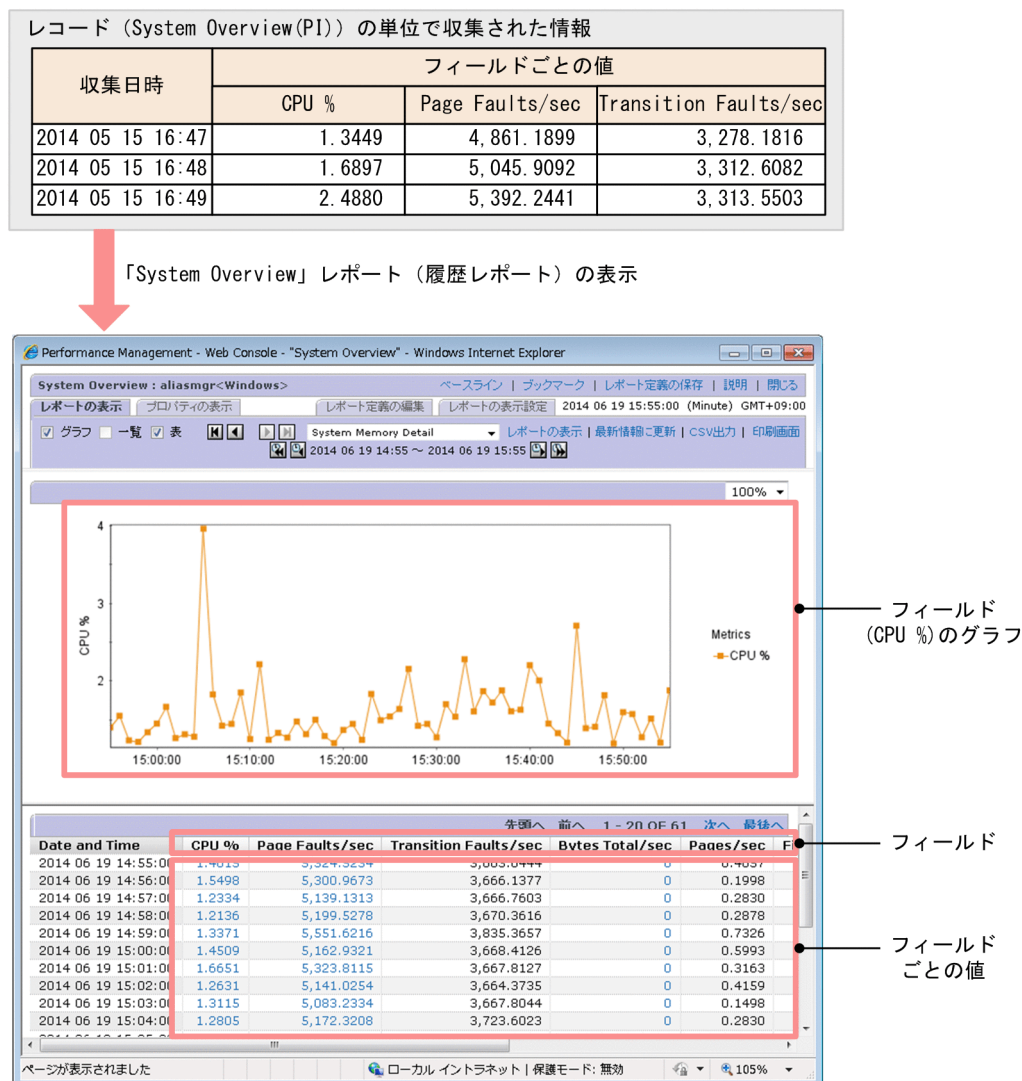 レコード（System Overview(PI)）の単位で収集された情報
収集日時
フィールドごとの値
CPU %
Page Faults/sec
Transition Faults/sec
2014 05 15 16:47 1.3449 4,861.1899 3,278.1816
2014 05 15 16:48 1.6897 5,045.9092 3,312.6082
2014 05 15 16:49 2.4880 5,392.2441 3,313.5503
「System Overview」レポート（履歴レポート）の表示
Performance Management - Web Console - "System Overview" - Windows Internet Explorer
System Overview : aliasmgr<Windows> ベースライン | ブックマーク | レポート定義の保存 | 説明 | 閉じる
レポートの表示 プロパティの表示 レポート定義の編集 レポートの表示設定 2014 06 19 15:55:00 (Minute) GMT+09:00
グラフ 一覧 表 System Memory Detail レポートの表示 | 最新情報に更新 | CSV出力 | 印刷画面
2014 06 19 14:55 ～ 2014 06 19 15:55
100%
4
3
2
CPU %
15:00:00 15:10:00 15:20:00 15:30:00 15:40:00 15:50:00
Metrics
CPU %
フィールド
(CPU %)のグラフ
先頭へ 前へ 1 - 20 OF 61 次へ 最後へ
Date and Time CPU % Page Faults/sec Transition Faults/sec Bytes Total/sec Pages/sec
フィールド
2014 06 19 14:55:0
2014 06 19 14:56:0 1.5498 5,300.9673 3,666.1377 0 0.1998
2014 06 19 14:57:0 1.2334 5,139.1313 3,666.7603 0 0.2830
2014 06 19 14:58:0 1.2136 5,199.5278 3,670.3616 0 0.2878
2014 06 19 14:59:0 1.3371 5,551.6216 3,835.3657 0 0.7326
2014 06 19 15:00:0 1.4509 5,162.9321 3,668.4126 0 0.5993
2014 06 19 15:01:0 1.6651 5,323.8115 3,667.8127 0 0.3163
2014 06 19 15:02:0 1.2631 5,141.0254 3,664.3735 0 0.4159
2014 06 19 15:03:0 1.3115 5,083.2334 3,667.8044 0 0.1498
2014 06 19 15:04:0 1.2805 5,172.3208 3,723.6023 0 0.2830
フィールド
ごとの値
ページが表示されました ローカル イントラネット | 保護モード: 無効 105%